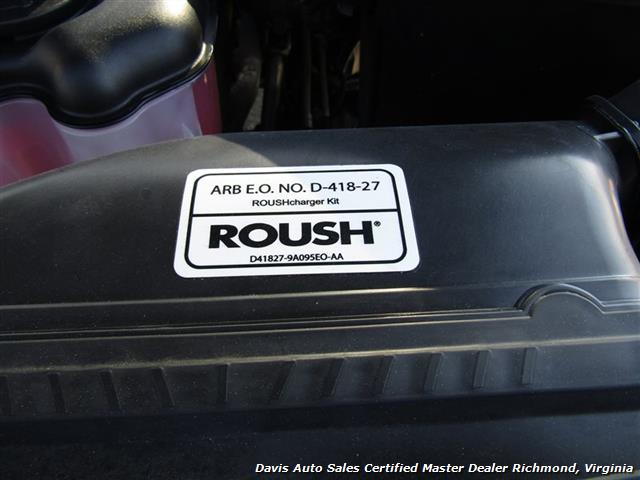 ARB E.O. NO. D-418-27
ROUSHcharger Kit
ROUSH®
D41827-9A095EO-AA
Davis Auto Sales Certified Master Dealer Richmond, Virginia